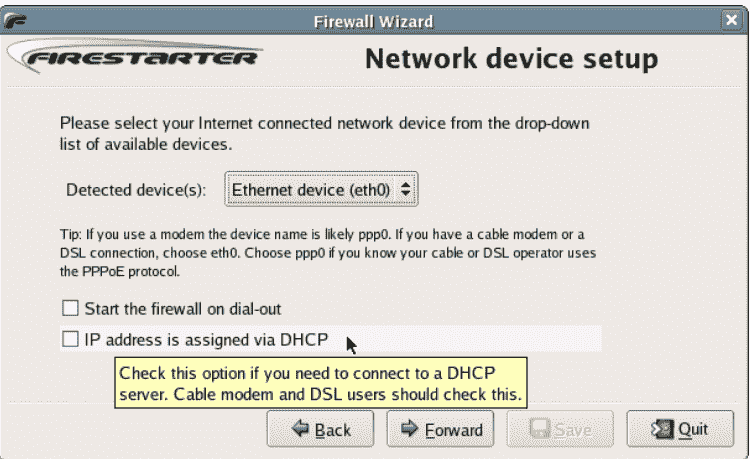 Firewall Wizard
FIRESTARTER
Network device setup
Please select your Internet connected network device from the drop-down
list of available devices.
Detected device(s): Ethernet device (eth0)
Tip: If you use a modem the device name is likely ppp0. If you have a cable modem or a
DSL connection, choose eth0. Choose ppp0 if you know your cable or DSL operator uses
the PPPoE protocol.
Start the firewall on dial-out
IP address is assigned via DHCP
Check this option if you need to connect to a DHCP
server. Cable modem and DSL users should check this.
Back Forward Save Quit